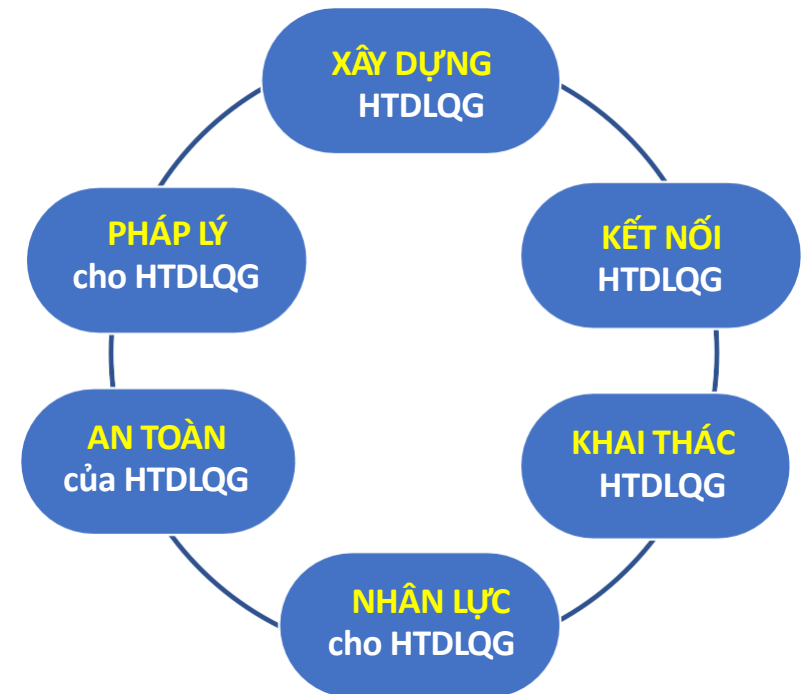 XÂY DỰNG
HTDLQG
KẾT NỐI
HTDLQG
KHAI THÁC
HTDLQG
NHÂN LỰC
cho HTDLQG
AN TOÀN
của HTDLQG
PHÁP LÝ
cho HTDLQG